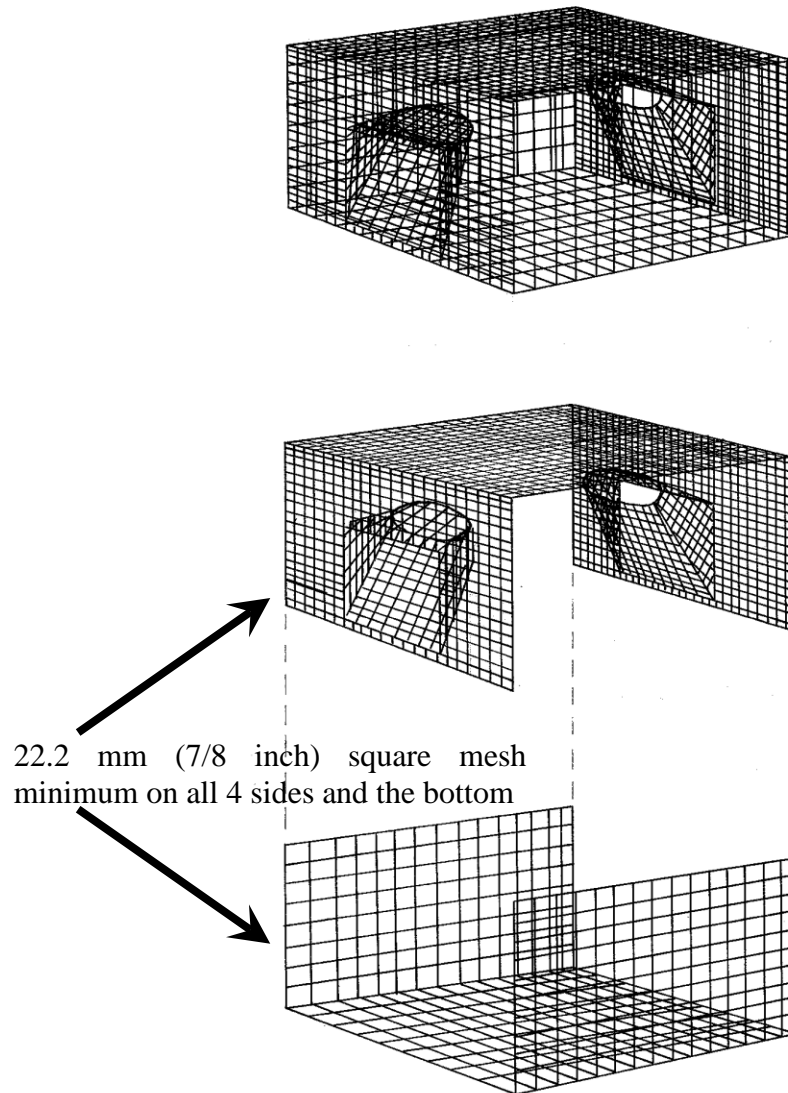 22.2 mm (7/8 inch) square mesh
minimum on all 4 sides and the bottom